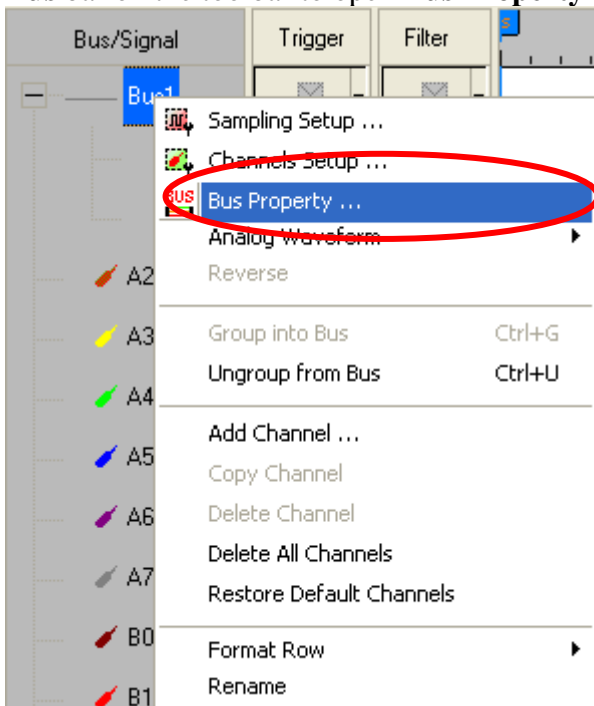 Bus/Signal Trigger Filter
Bus1
Sampling Setup ...
Channels Setup ...
BUS Bus Property ...
Analog Waveform
A2 Reverse
A3 Group into Bus Ctrl+G
Ungroup from Bus Ctrl+U
A4
Add Channel ...
A5
Copy Channel
A6 Delete Channel
Delete All Channels
A7
Restore Default Channels
B0
Format Row
B1 Rename